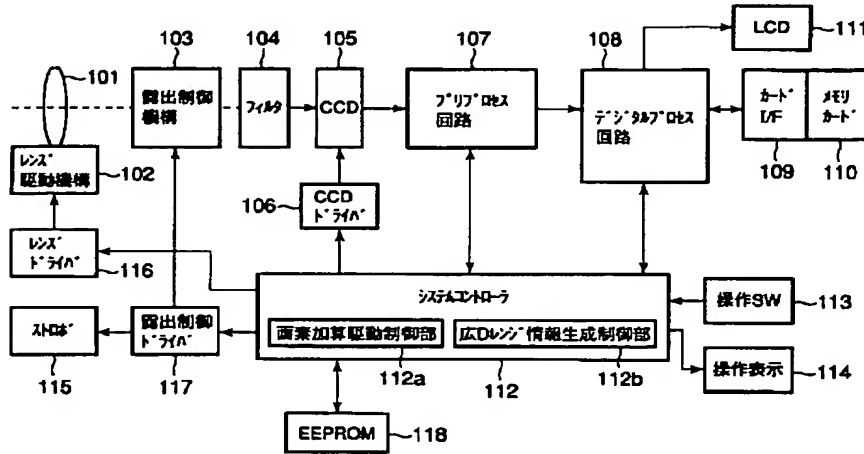 101
103
104
105
107
108
LCD
111
露出制御
機構
フィルタ
CCD
プリプロセス
回路
デジタルプロセス
回路
カード
I/F
メモリ
カード
109
110
レンズ
駆動機構
102
106
CCD
ドライバ
レンズ
ドライバ
116
システムコントローラ
操作SW
113
ストロボ
115
露出制御
ドライバ
117
画素加算駆動制御部
広Dレンジ情報生成制御部
112a
112
112b
操作表示
114
EEPROM
118